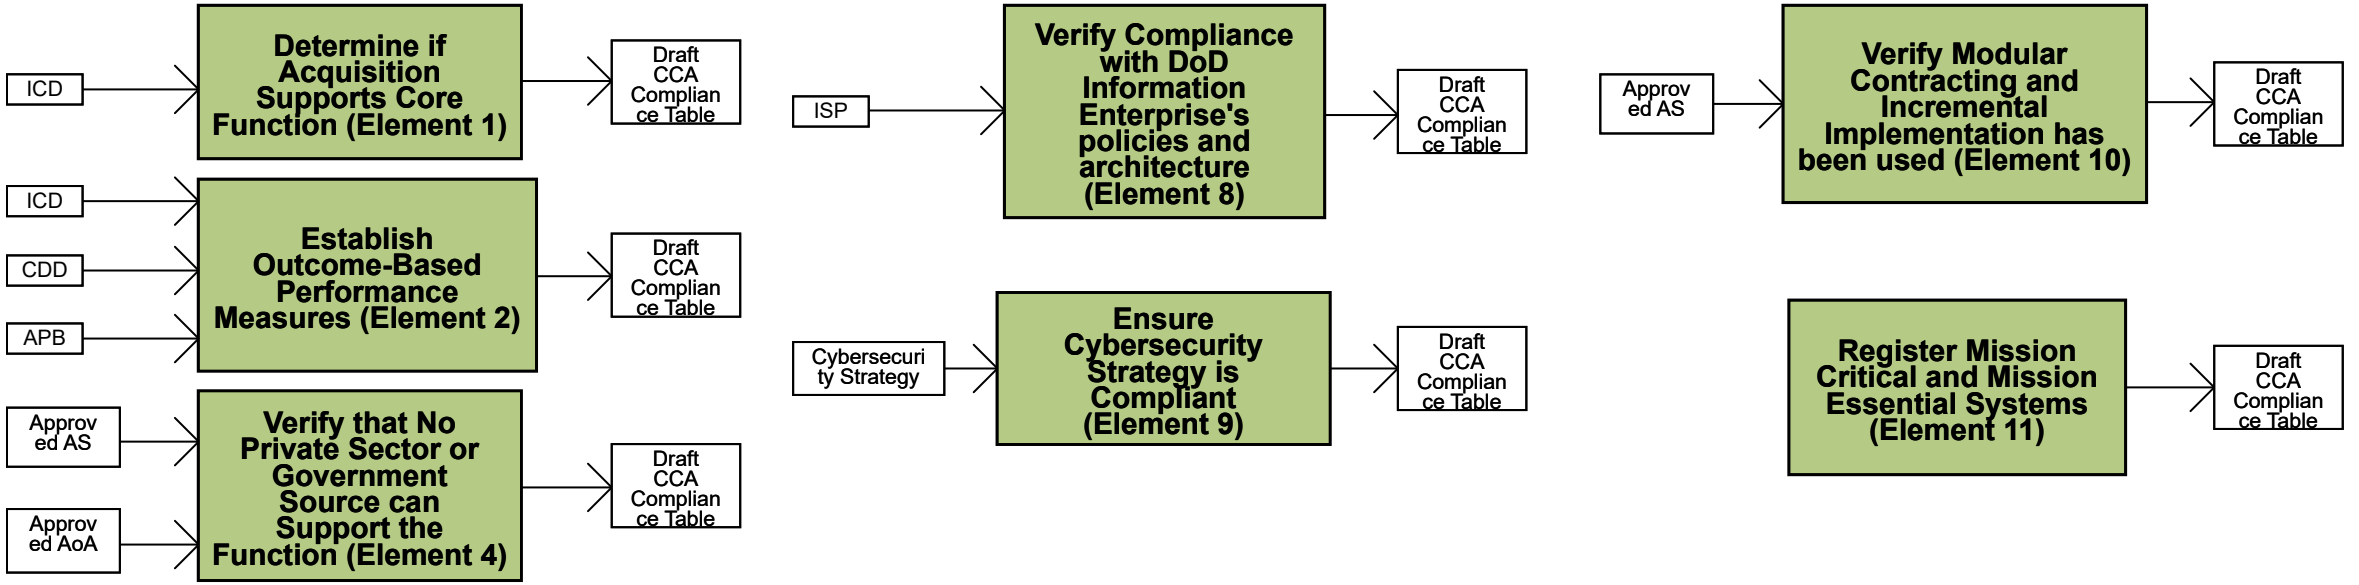 ICD
Determine if
Acquisition
Supports Core
Function (Element 1)
Draft
CCA
Complian
ce Table
ICD
CDD
APB
Establish
Outcome-Based
Performance
Measures (Element 2)
Draft
CCA
Complian
ce Table
Approv
ed AS
Approv
ed AoA
Verify that No
Private Sector or
Government
Source can
Support the
Function (Element 4)
Draft
CCA
Complian
ce Table
ISP
Verify Compliance
with DoD
Information
Enterprise's
policies and
architecture
(Element 8)
Draft
CCA
Complian
ce Table
Cybersecuri
ty Strategy
Ensure
Cybersecurity
Strategy is
Compliant
(Element 9)
Draft
CCA
Complian
ce Table
Approv
ed AS
Verify Modular
Contracting and
Incremental
Implementation has
been used (Element 10)
Draft
CCA
Complian
ce Table
Register Mission
Critical and Mission
Essential Systems
(Element 11)
Draft
CCA
Complian
ce Table